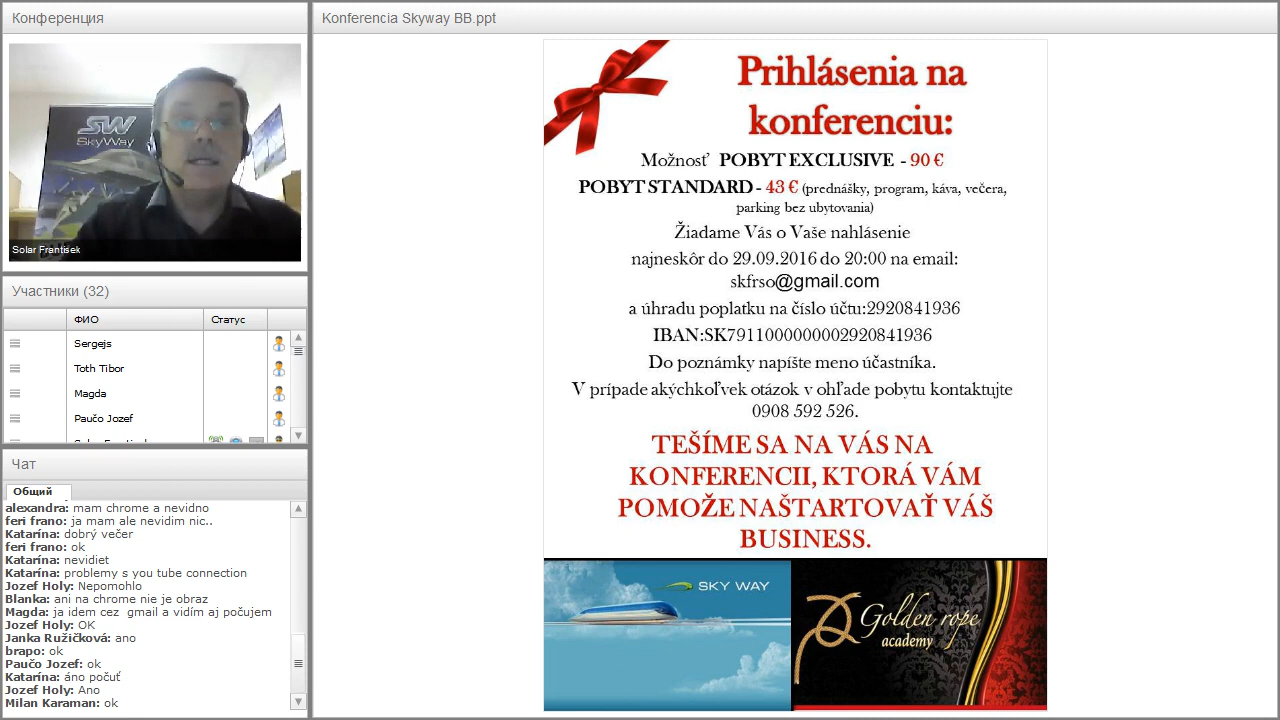 Конференция
SW
SkyWay
Solar Frantisek
Участники (32)
ФИО
Статус
Sergejs
Toth Tibor
Magda
Paučo Jozef
Чат
Общий
alexandra: mam chrome a nevidno
feri frano: ja mam ale nevidim nic..
Katarína: dobrý večer
feri frano: ok
Katarína: nevidiet
Katarína: problemy s you tube connection
Jozef Holy: Nepomohlo
Blanka: ani na chrome nie je obraz
Magda: ja idem cez gmail a vidím aj počujem
Jozef Holy: OK
Janka Ružičková: ano
brapo: ok
Paučo Jozef: ok
Katarína: áno počuť
Jozef Holy: Ano
Milan Karaman: ok
Konferencia Skyway BB.ppt
Prihlásenia na
konferenciu:
Možnosť POBYT EXCLUSIVE - 90 €
POBYT STANDARD - 43 € (prednášky, program, káva, večera,
parking bez ubytovania)
Žiadame Vás o Vaše nahlásenie
najneskôr do 29.09.2016 do 20:00 na email:
skfrso@gmail.com
a úhradu poplatku na číslo účtu:2920841936
IBAN:SK7911000000002920841936
Do poznámky napíšte meno účastníka.
V prípade akýchkoľvek otázok v ohľade pobytu kontaktujte
0908 592 526.
TEŠÍME SA NA VÁS NA
KONFERENCII, KTORÁ VÁM
POMOŽE NAŠTARTOVAŤ VÁŠ
BUSINESS.
SKY WAY
Golden rope
academy